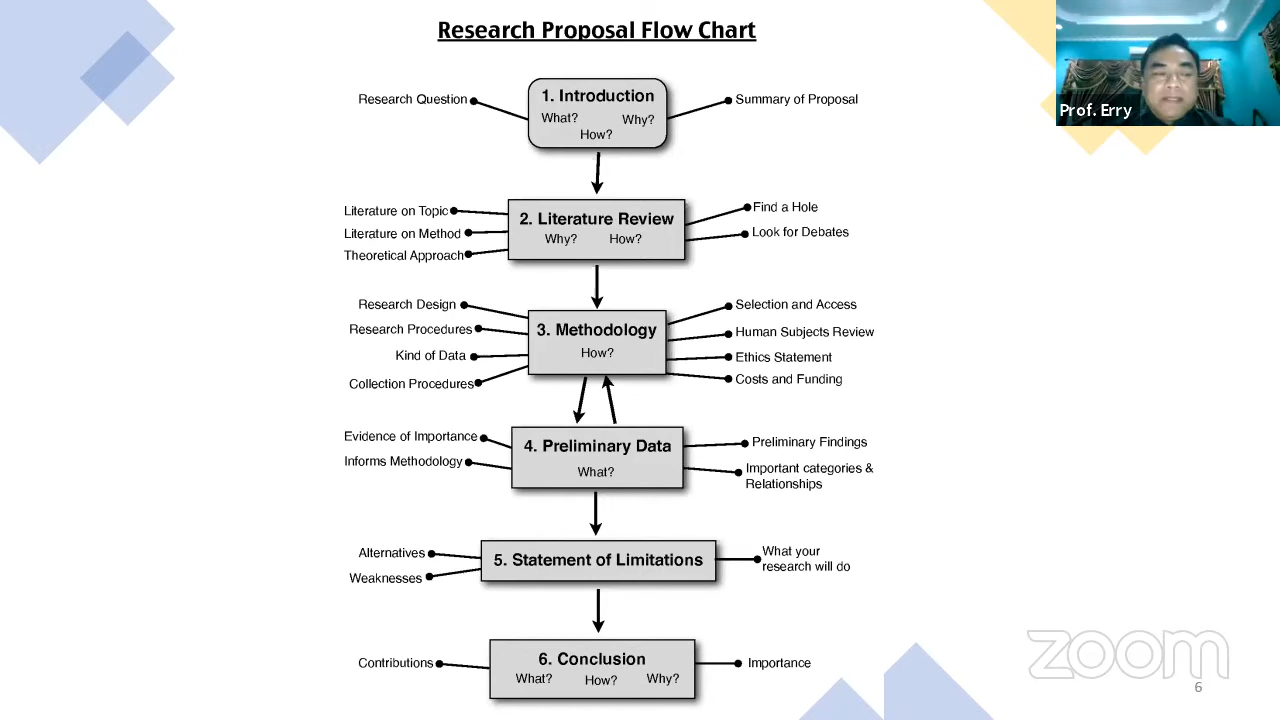 Research Proposal Flow Chart
Prof. Erry
Research Question
1. Introduction
What? Why?
How?
Summary of Proposal
Literature on Topic
Literature on Method
Theoretical Approach
2. Literature Review
Why? How?
Find a Hole
Look for Debates
Research Design
Research Procedures
Kind of Data
Collection Procedures
3. Methodology
How?
Selection and Access
Human Subjects Review
Ethics Statement
Costs and Funding
Evidence of Importance
Informs Methodology
4. Preliminary Data
What?
Preliminary Findings
Important categories &
Relationships
Alternatives
Weaknesses
5. Statement of Limitations
What your
research will do
Contributions
6. Conclusion
What? How? Why?
Importance
zoom
6